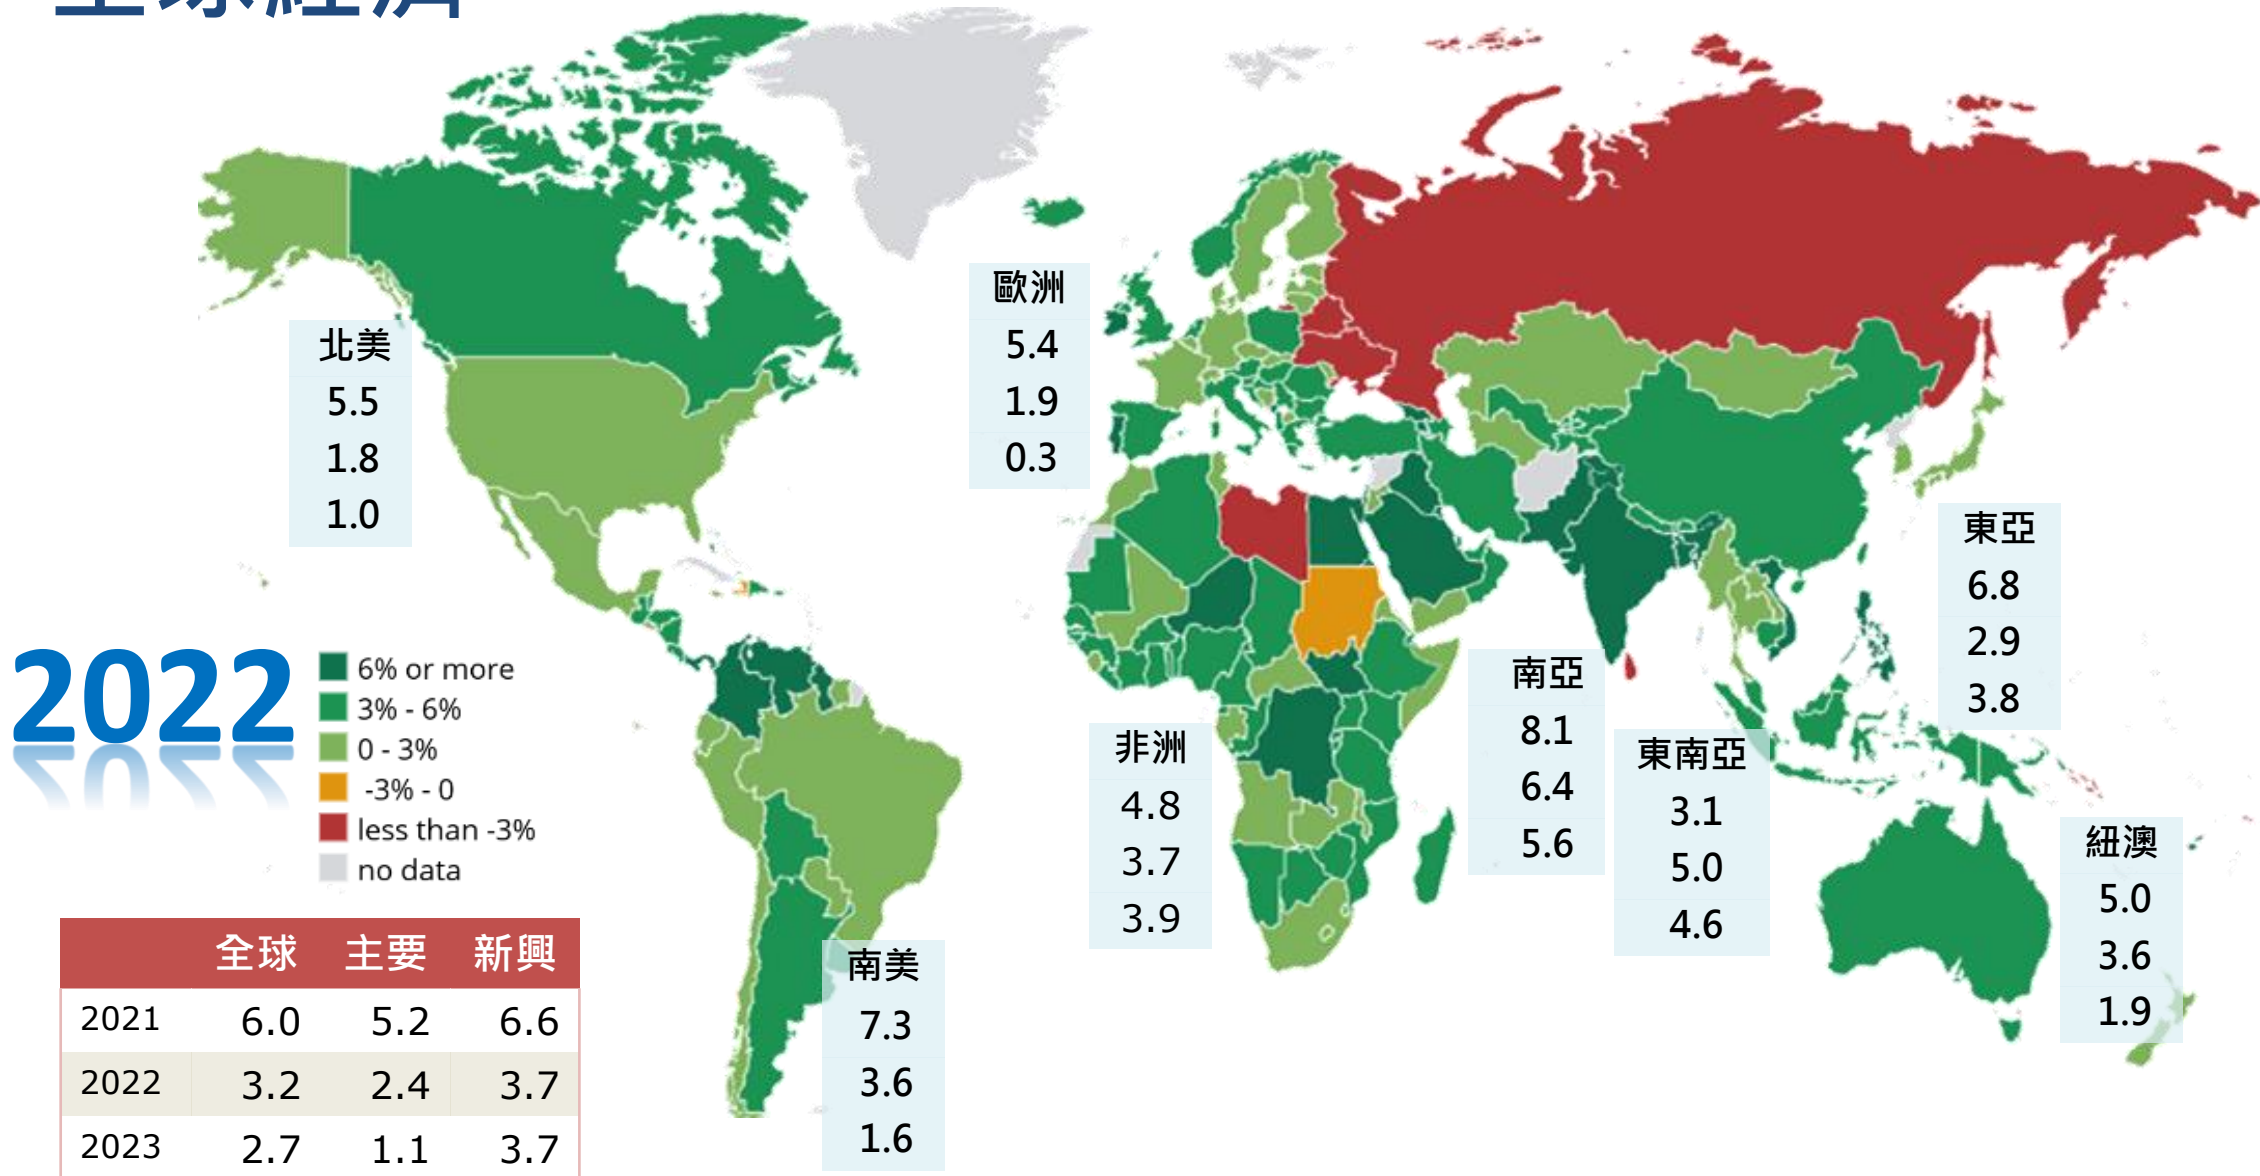 全球經濟
北美
5.5
1.8
1.0
歐洲
5.4
1.9
0.3
東亞
6.8
2.9
3.8
2022
6% or more
3% - 6%
0 - 3%
-3% - 0
less than -3%
no data
南亞
8.1
6.4
5.6
非洲
4.8
3.7
3.9
東南亞
3.1
5.0
4.6
紐澳
5.0
3.6
1.9
南美
7.3
3.6
1.6
全球 主要 新興
2021 6.0 5.2 6.6
2022 3.2 2.4 3.7
2023 2.7 1.1 3.7